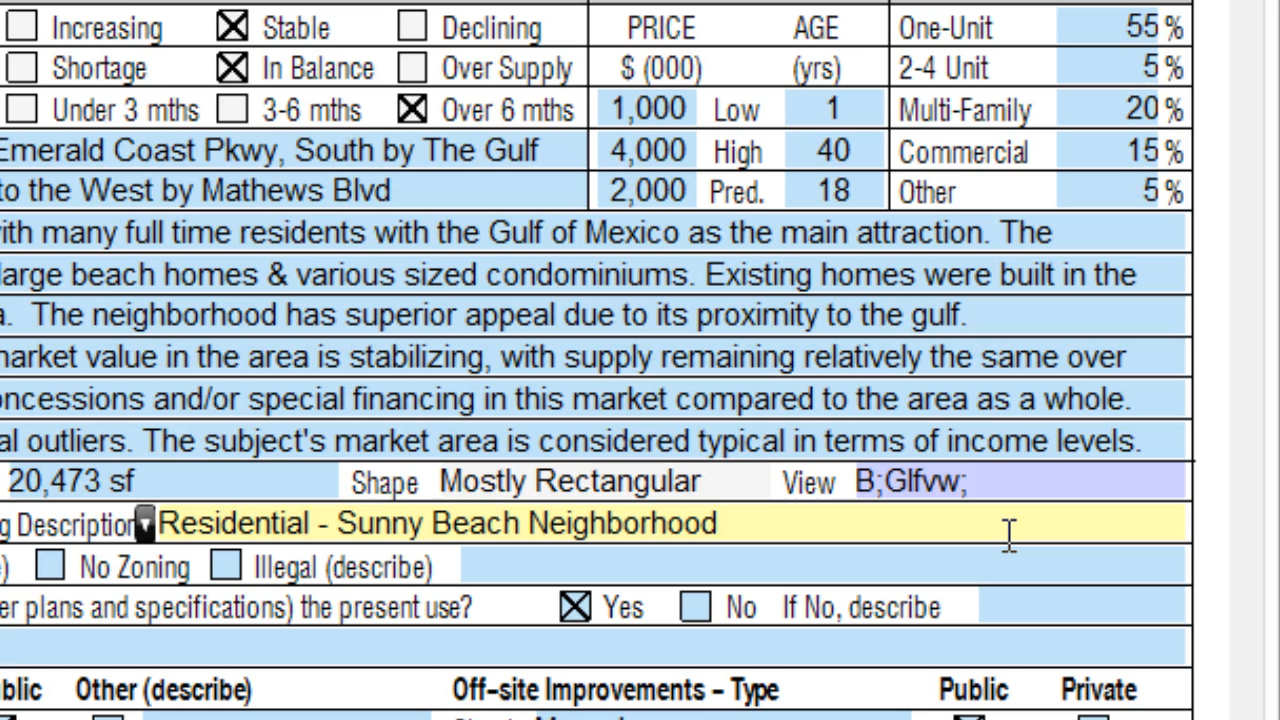 Increasing Stable Declining PRICE AGE One-Unit 55 %
Shortage In Balance Over Supply $ (000) (yrs) 2-4 Unit 5 %
Under 3 mths 3-6 mths Over 6 mths 1,000 Low 1 Multi-Family 20 %
Emerald Coast Pkwy, South by The Gulf 4,000 High 40 Commercial 15 %
to the West by Mathews Blvd 2,000 Pred. 18 Other 5 %
with many full time residents with the Gulf of Mexico as the main attraction. The
large beach homes & various sized condominiums. Existing homes were built in the
a. The neighborhood has superior appeal due to its proximity to the gulf.
market value in the area is stabilizing, with supply remaining relatively the same over
oncessions and/or special financing in this market compared to the area as a whole.
al outliers. The subject's market area is considered typical in terms of income levels.
20,473 sf Shape Mostly Rectangular View B;Glfvw;
g Description Residential - Sunny Beach Neighborhood
) No Zoning Illegal (describe)
er plans and specifications) the present use? Yes No If No, describe
blic Other (describe) Off-site Improvements – Type Public Private